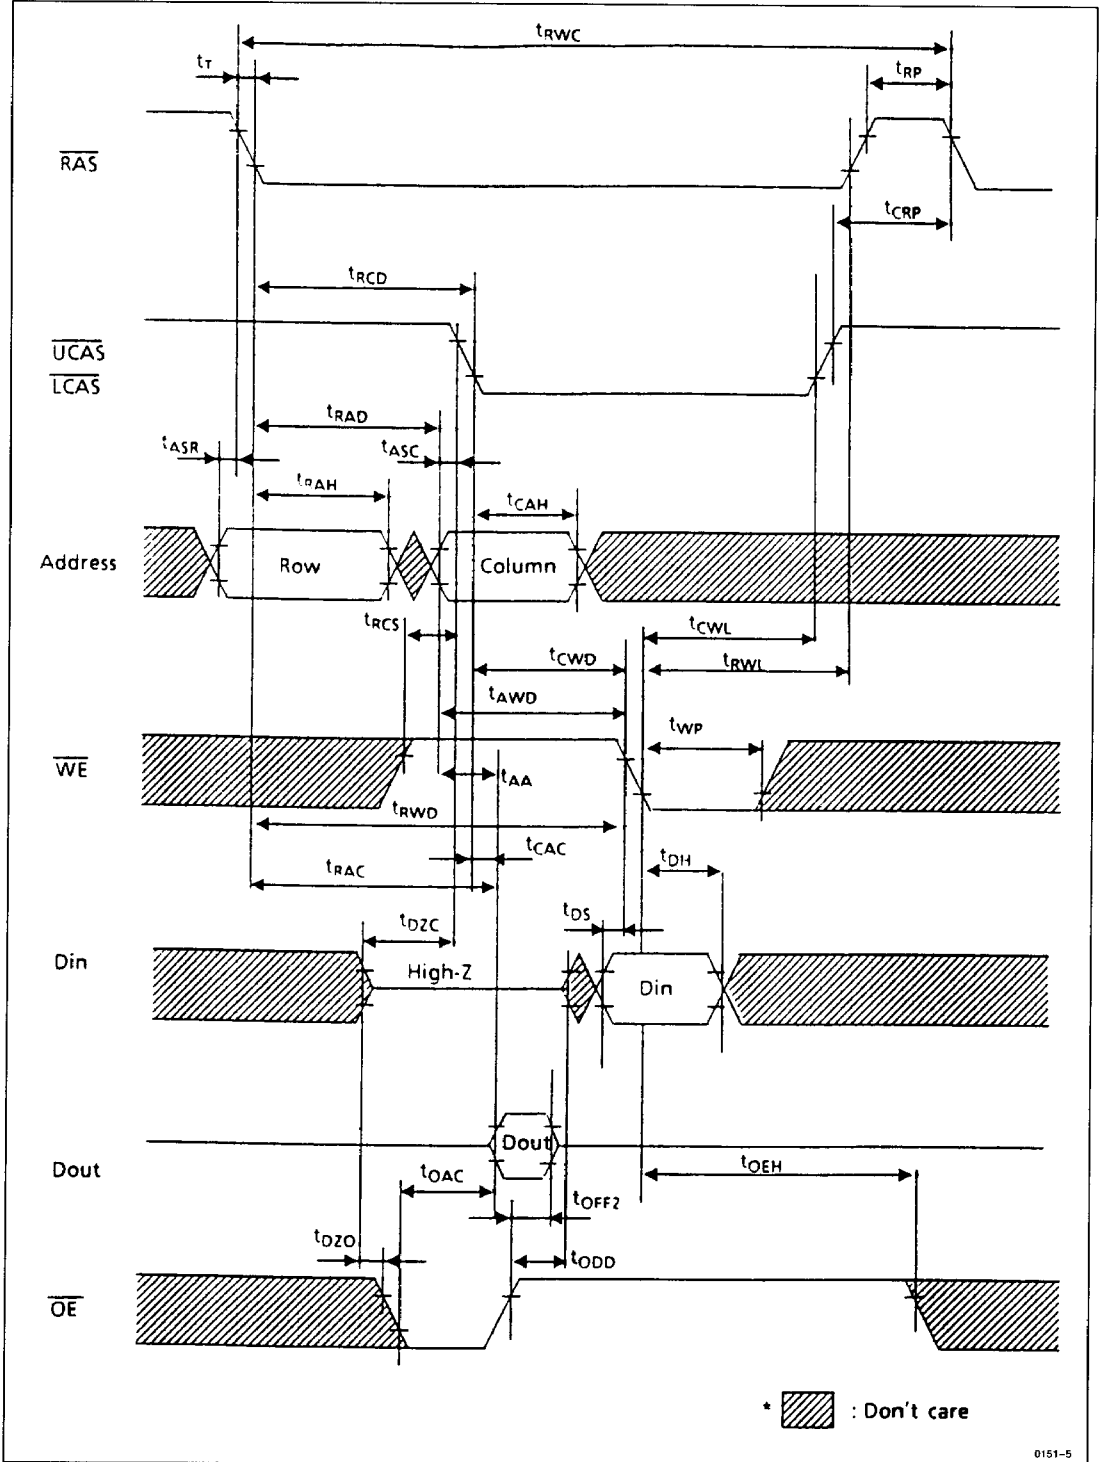 tRWC
tT
tRP
RAS
tCRP
tRCD
UCAS
LCAS
tRAD
tASR
tASC
tRAH
tCAH
Address
Row
Column
tRCS
tCWL
tCWD
tRWL
tAWD
tWP
WE
tAA
tRWD
tCAC
tRAC
tDH
tDS
tDZC
Din
High-Z
Din
Dout
Dout
tOAC
tOEH
tOFF2
tDZO
tODD
OE
* : Don't care
0151-5